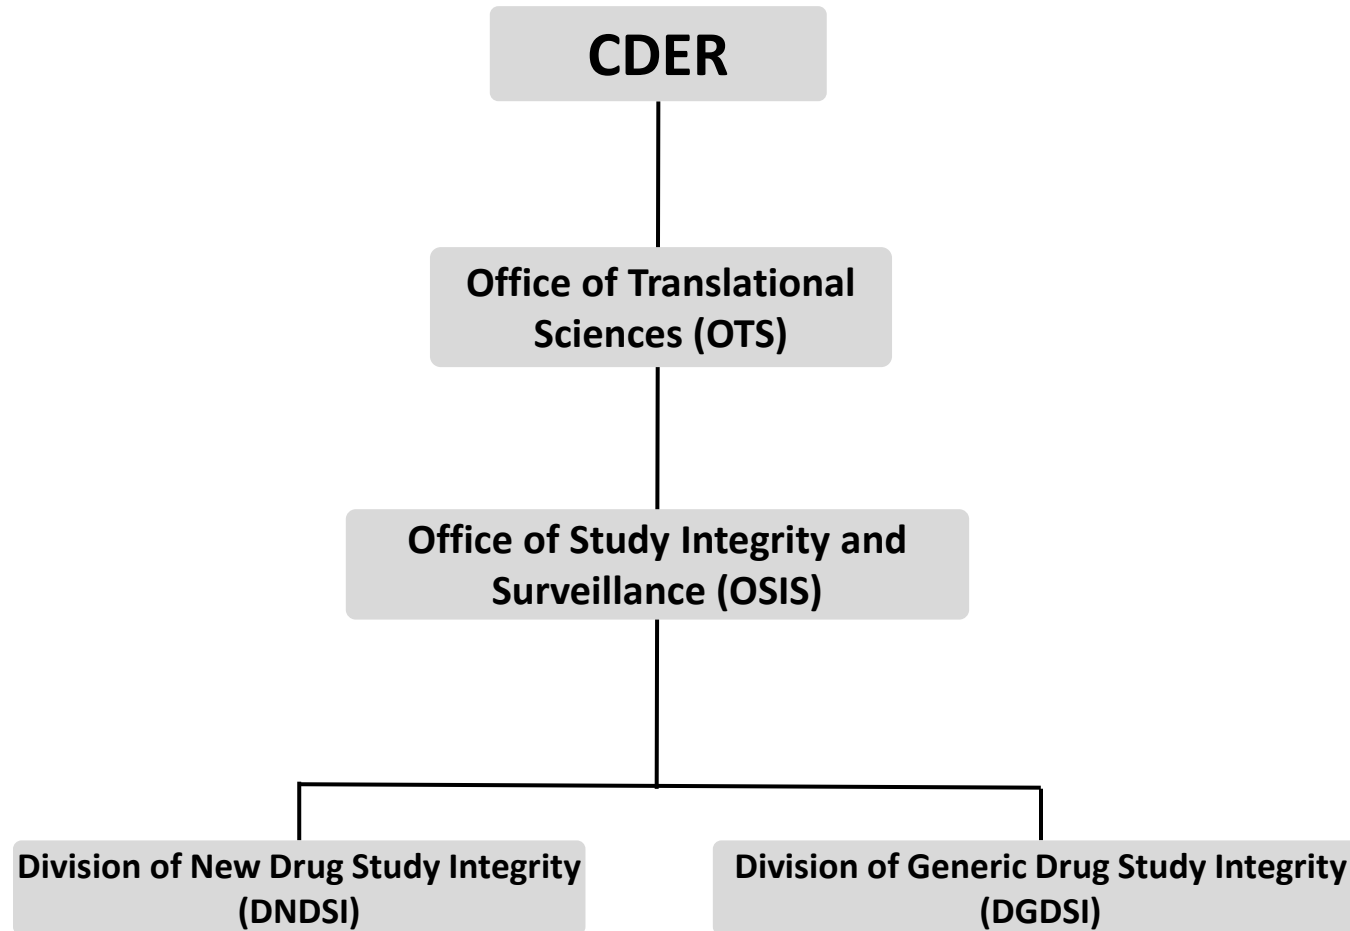 CDER
Office of Translational
Sciences (OTS)
Office of Study Integrity and
Surveillance (OSIS)
Division of New Drug Study Integrity
(DNDSI)
Division of Generic Drug Study Integrity
(DGDSI)